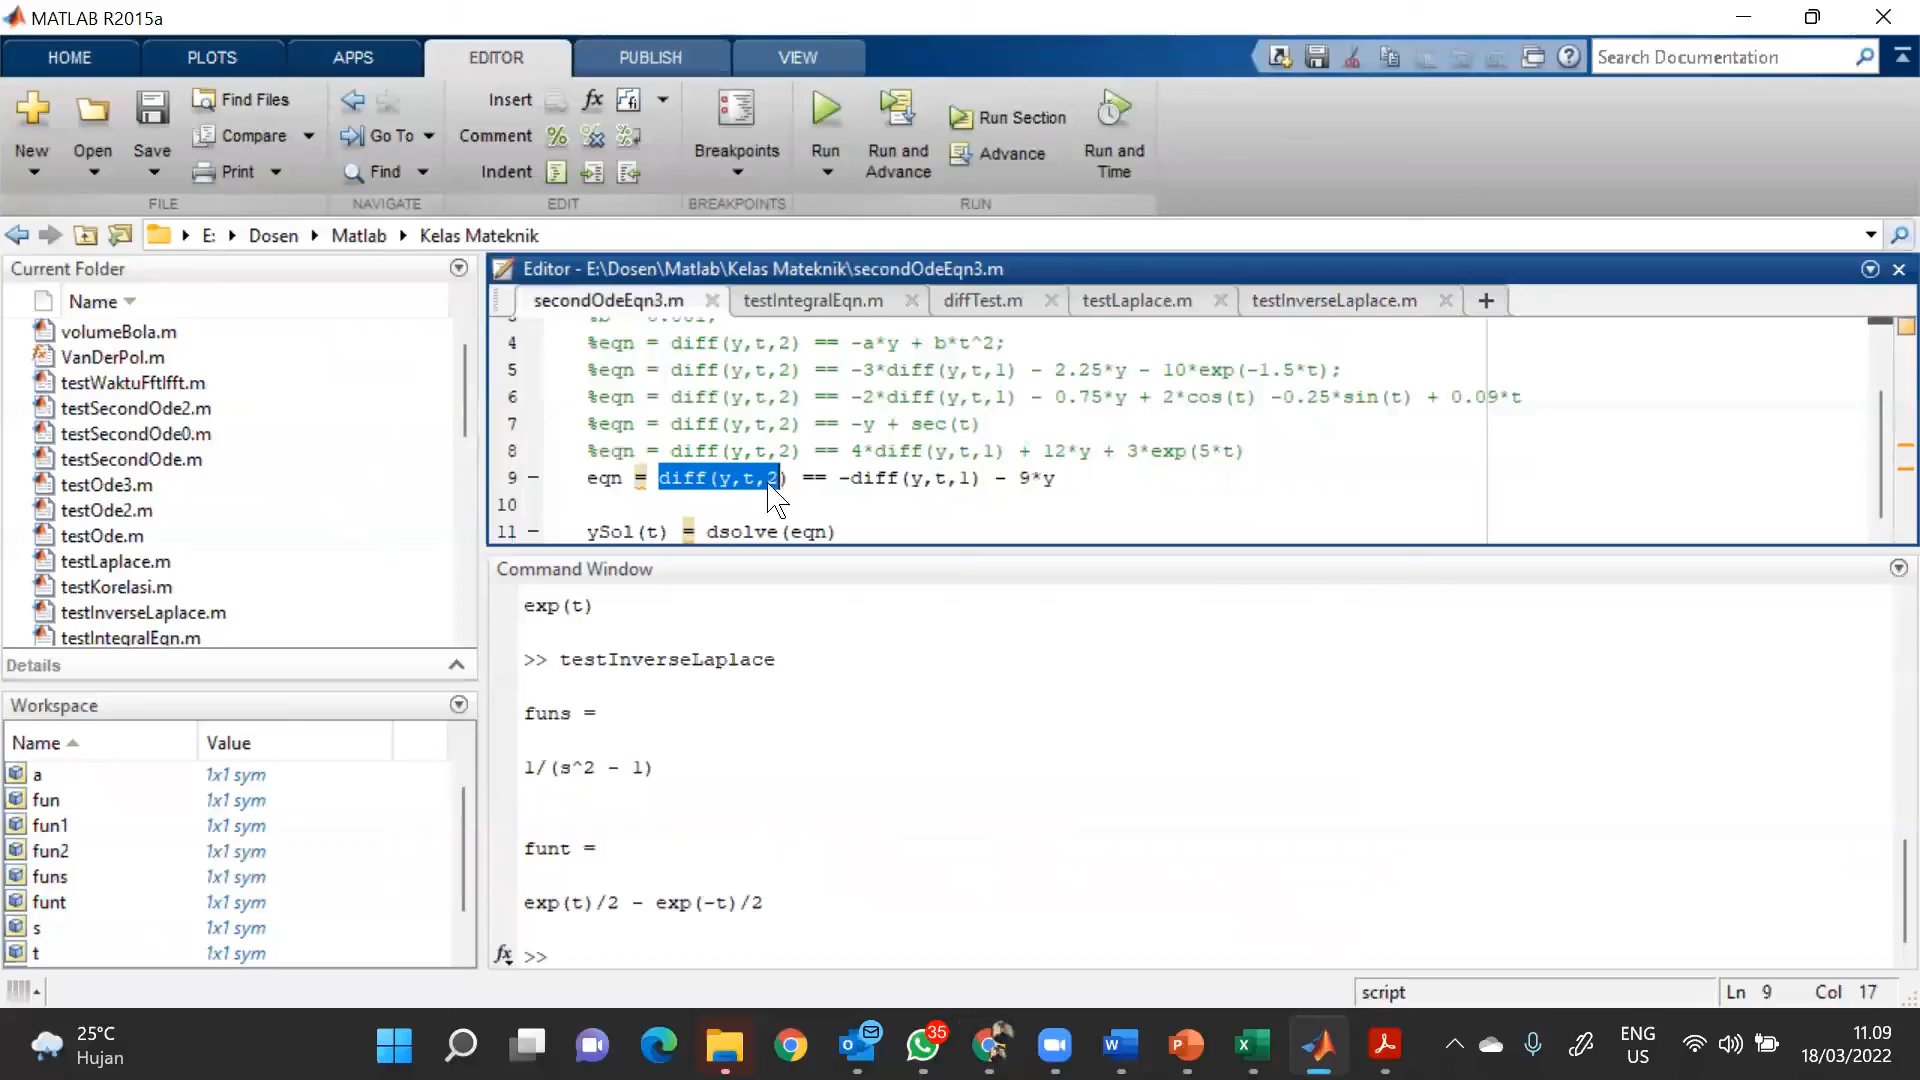 MATLAB R2015a
HOME PLOTS APPS EDITOR PUBLISH VIEW
Search Documentation
New Open Save Find Files Compare Print
FILE
Go To Find
NAVIGATE
Insert fx
Comment %
Indent
EDIT
Breakpoints
BREAKPOINTS
Run Run and Advance Run Section Advance Run and Time
RUN
E: Dosen Matlab Kelas Mateknik
Current Folder
Name
volumeBola.m
VanDerPol.m
testWaktuFftIfft.m
testSecondOde2.m
testSecondOde0.m
testSecondOde.m
testOde3.m
testOde2.m
testOde.m
testLaplace.m
testKorelasi.m
testInverseLaplace.m
testIntegralEqn.m
Details
Workspace
Name Value
a 1x1 sym
fun 1x1 sym
fun1 1x1 sym
fun2 1x1 sym
funs 1x1 sym
funt 1x1 sym
s 1x1 sym
t 1x1 sym
Editor - E:\Dosen\Matlab\Kelas Mateknik\secondOdeEqn3.m
secondOdeEqn3.m testIntegralEqn.m diffTest.m testLaplace.m testInverseLaplace.m +
4 %eqn = diff(y,t,2) == -a*y + b*t^2;
5 %eqn = diff(y,t,2) == -3*diff(y,t,1) - 2.25*y - 10*exp(-1.5*t);
6 %eqn = diff(y,t,2) == -2*diff(y,t,1) - 0.75*y + 2*cos(t) -0.25*sin(t) + 0.09*t
7 %eqn = diff(y,t,2) == -y + sec(t)
8 %eqn = diff(y,t,2) == 4*diff(y,t,1) + 12*y + 3*exp(5*t)
9 - eqn = diff(y,t,2) == -diff(y,t,1) - 9*y
10
11 - ySol(t) = dsolve(eqn)
Command Window
exp(t)
>> testInverseLaplace
funs =
1/(s^2 - 1)
funt =
exp(t)/2 - exp(-t)/2
fx >>
script Ln 9 Col 17
25°C
Hujan
35
ENG
US
11.09
18/03/2022